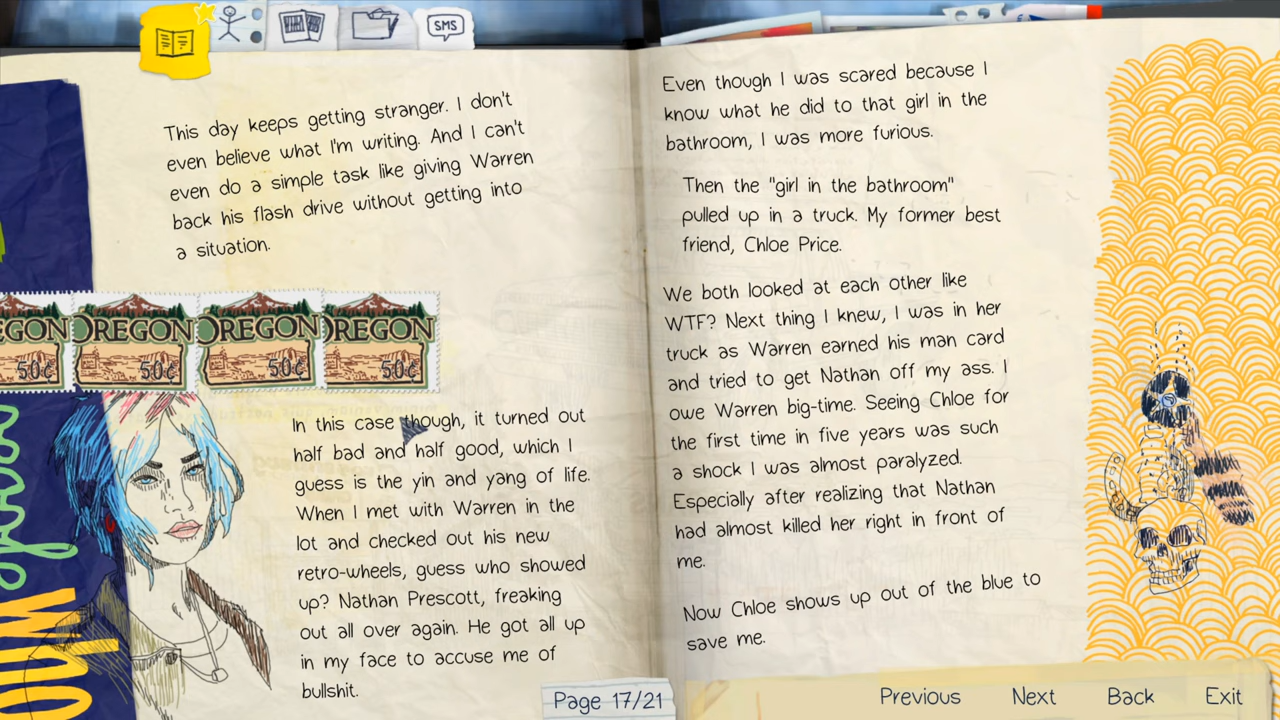 SMS
This day keeps getting stranger. I don't
even believe what I'm writing. And I can't
even do a simple task like giving Warren
back his flash drive without getting into
a situation.
EGON
50¢
OREGON
50¢
OREGON
50¢
OREGON
50¢
In this case though, it turned out
half bad and half good, which I
guess is the yin and yang of life.
When I met with Warren in the
lot and checked out his new
retro-wheels, guess who showed
up? Nathan Prescott, freaking
out all over again. He got all up
in my face to accuse me of
bullshit.
Who
Even though I was scared because I
know what he did to that girl in the
bathroom, I was more furious.
Then the "girl in the bathroom"
pulled up in a truck. My former best
friend, Chloe Price.
We both looked at each other like
WTF? Next thing I knew, I was in her
truck as Warren earned his man card
and tried to get Nathan off my ass. I
owe Warren big-time. Seeing Chloe for
the first time in five years was such
a shock I was almost paralyzed.
Especially after realizing that Nathan
had almost killed her right in front of
me.
Now Chloe shows up out of the blue to
save me.
Page 17/21
Previous Next Back Exit